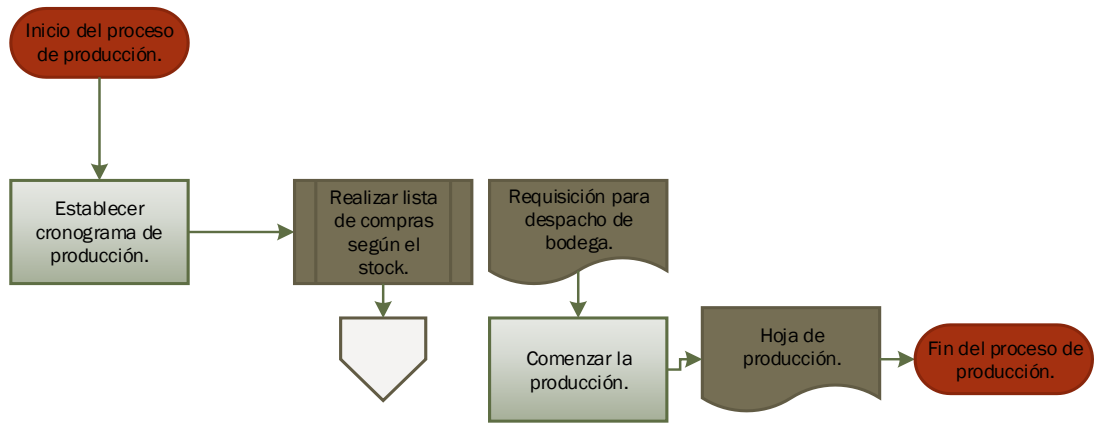 Inicio del proceso
de producción.
Establecer
cronograma de
producción.
Realizar lista
de compras
según el
stock.
Requisición para
despacho de
bodega.
Comenzar la
producción.
Hoja de
producción.
Fin del proceso de
producción.